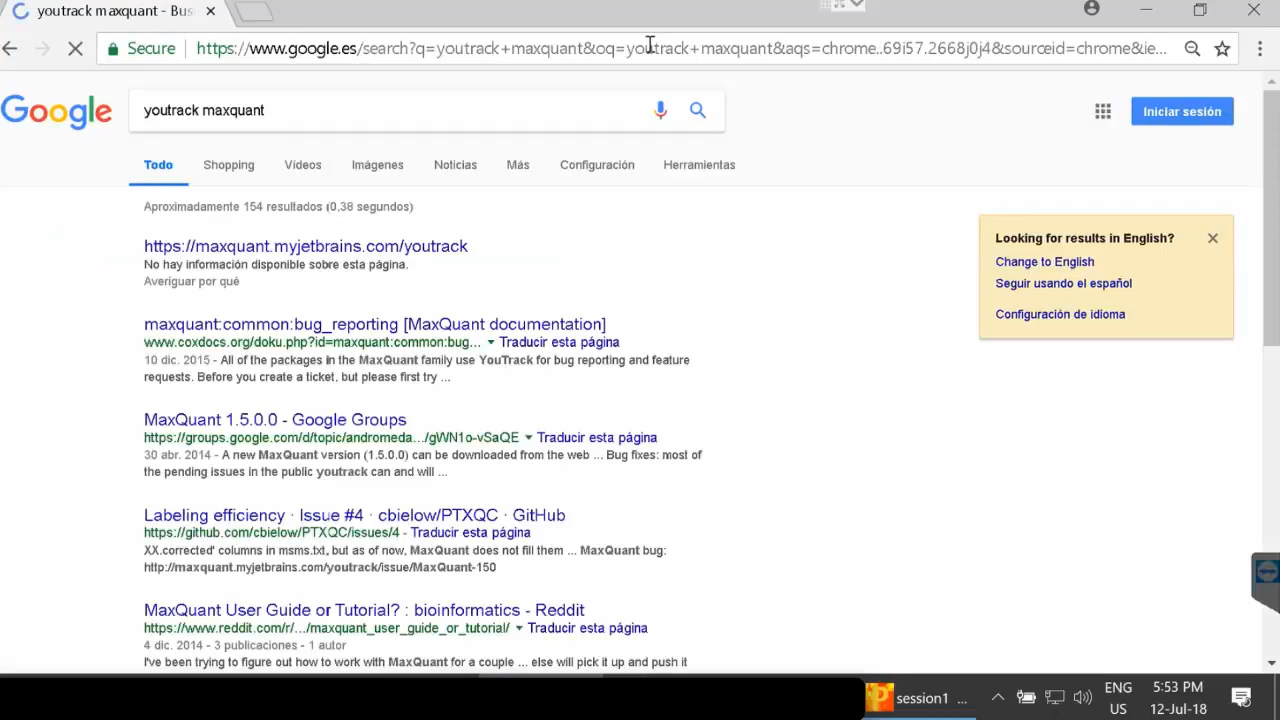 youtrack maxquant - Bus
Secure https://www.google.es/search?q=youtrack+maxquant&oq=youtrack+maxquant&aqs=chrome..69i57.2668j0j4&sourceid=chrome&ie...
Google youtrack maxquant Iniciar sesión
Todo Shopping Vídeos Imágenes Noticias Más Configuración Herramientas
Aproximadamente 154 resultados (0,38 segundos)
https://maxquant.myjetbrains.com/youtrack
No hay información disponible sobre esta página.
Averiguar por qué
maxquant:common:bug_reporting [MaxQuant documentation]
www.coxdocs.org/doku.php?id=maxquant:common:bug... Traducir esta página
10 dic. 2015 - All of the packages in the MaxQuant family use YouTrack for bug reporting and feature
requests. Before you create a ticket, but please first try ...
MaxQuant 1.5.0.0 - Google Groups
https://groups.google.com/d/topic/andromeda.../gWN1o-vSaQE Traducir esta página
30 abr. 2014 - A new MaxQuant version (1.5.0.0) can be downloaded from the web ... Bug fixes: most of
the pending issues in the public youtrack can and will ...
Labeling efficiency · Issue #4 · cbielow/PTXQC · GitHub
https://github.com/cbielow/PTXQC/issues/4 - Traducir esta página
XX.corrected' columns in msms.txt, but as of now, MaxQuant does not fill them ... MaxQuant bug:
http://maxquant.myjetbrains.com/youtrack/issue/MaxQuant-150
MaxQuant User Guide or Tutorial? : bioinformatics - Reddit
https://www.reddit.com/r/.../maxquant_user_guide_or_tutorial/ Traducir esta página
4 dic. 2014 - 3 publicaciones - 1 autor
I've been trying to figure out how to work with MaxQuant for a couple ... else will pick it up and push it
Looking for results in English?
Change to English
Seguir usando el español
Configuración de idioma
session1 ...
ENG
US
5:53 PM
12-Jul-18